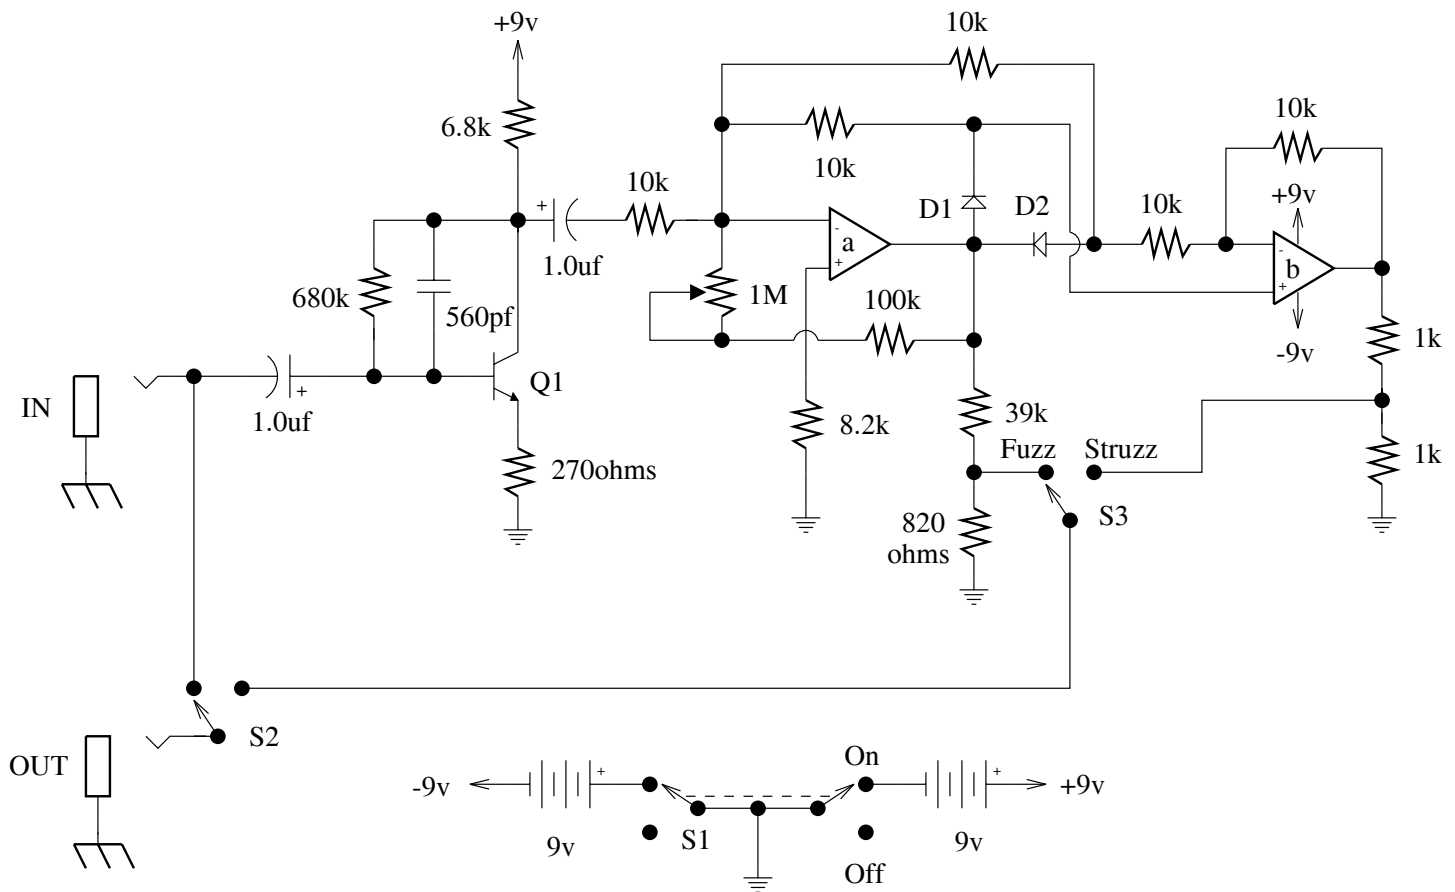 +9v
10k
6.8k
10k
10k
10k
10k
+9v
D1
D2
10k
-
a
+
-
b
+
+
1.0uf
680k
560pf
1M
100k
-9v
1k
IN
+
1.0uf
Q1
270ohms
8.2k
39k
Fuzz
Struzz
1k
820
ohms
S3
S2
OUT
-9v
+
9v
S1
On
Off
+
9v
+9v